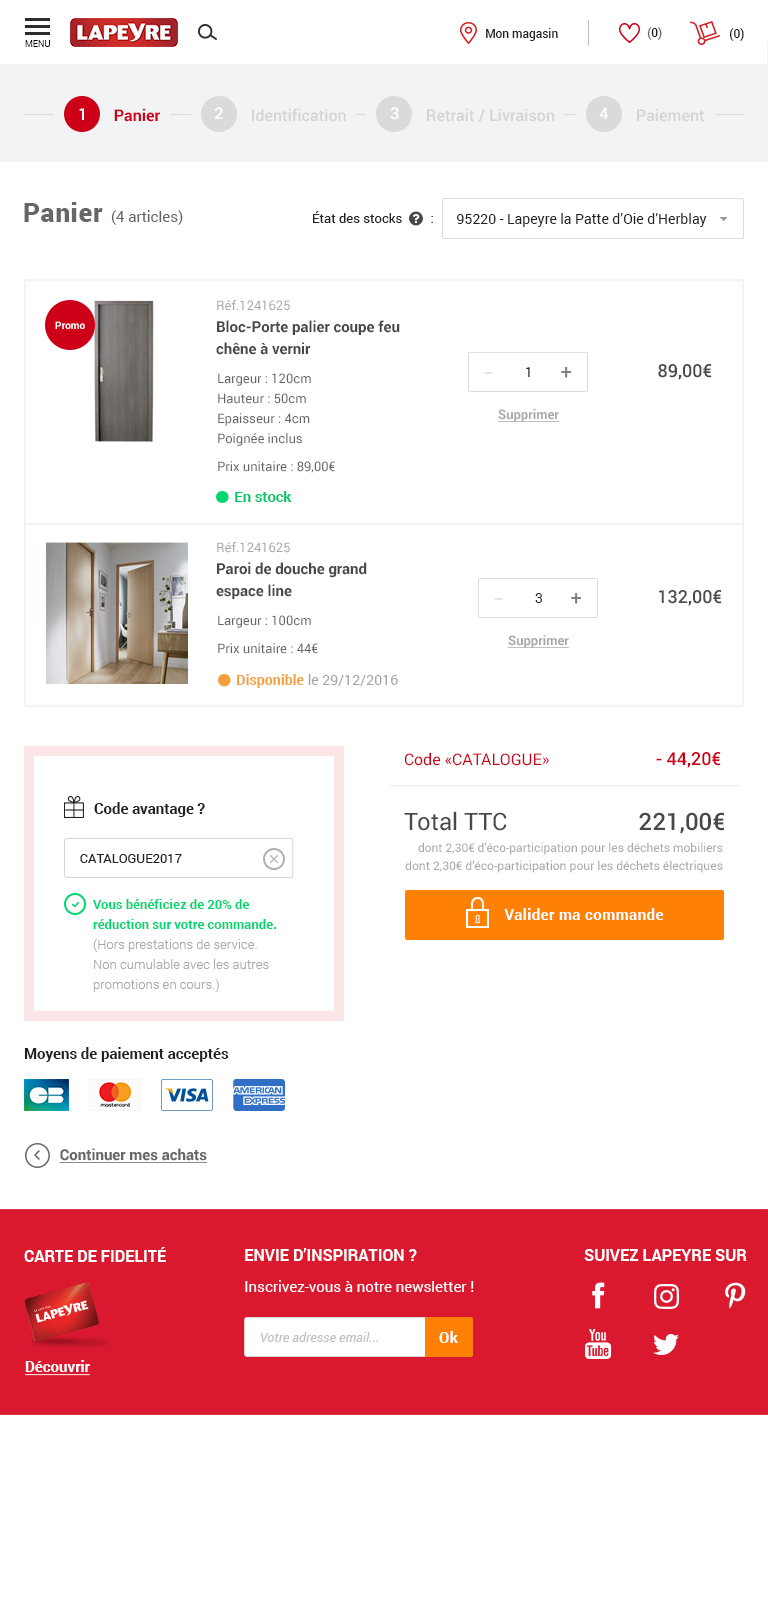 MENU
LAPEYRE
Mon magasin
(0)
(0)
1 Panier
2 Identification
3 Retrait / Livraison
4 Paiement
Panier (4 articles)
État des stocks ? :
95220 - Lapeyre la Patte d’Oie d’Herblay
Promo
Réf.1241625
Bloc-Porte palier coupe feu
chêne à vernir
Largeur : 120cm
Hauteur : 50cm
Epaisseur : 4cm
Poignée inclus
Prix unitaire : 89,00€
En stock
- 1 +
Supprimer
89,00€
Réf.1241625
Paroi de douche grand
espace line
Largeur : 100cm
Prix unitaire : 44€
Disponible le 29/12/2016
- 3 +
Supprimer
132,00€
Code avantage ?
CATALOGUE2017
Vous bénéficiez de 20% de
réduction sur votre commande.
(Hors prestations de service.
Non cumulable avec les autres
promotions en cours.)
Code «CATALOGUE» - 44,20€
Total TTC 221,00€
dont 2,30€ d’éco-participation pour les déchets mobiliers
dont 2,30€ d’éco-participation pour les déchets électriques
Valider ma commande
Moyens de paiement acceptés
CB
mastercard
VISA
AMERICAN
EXPRESS
Continuer mes achats
CARTE DE FIDELITÉ
LAPEYRE
Découvrir
ENVIE D’INSPIRATION ?
Inscrivez-vous à notre newsletter !
Votre adresse email...
Ok
SUIVEZ LAPEYRE SUR
You
Tube